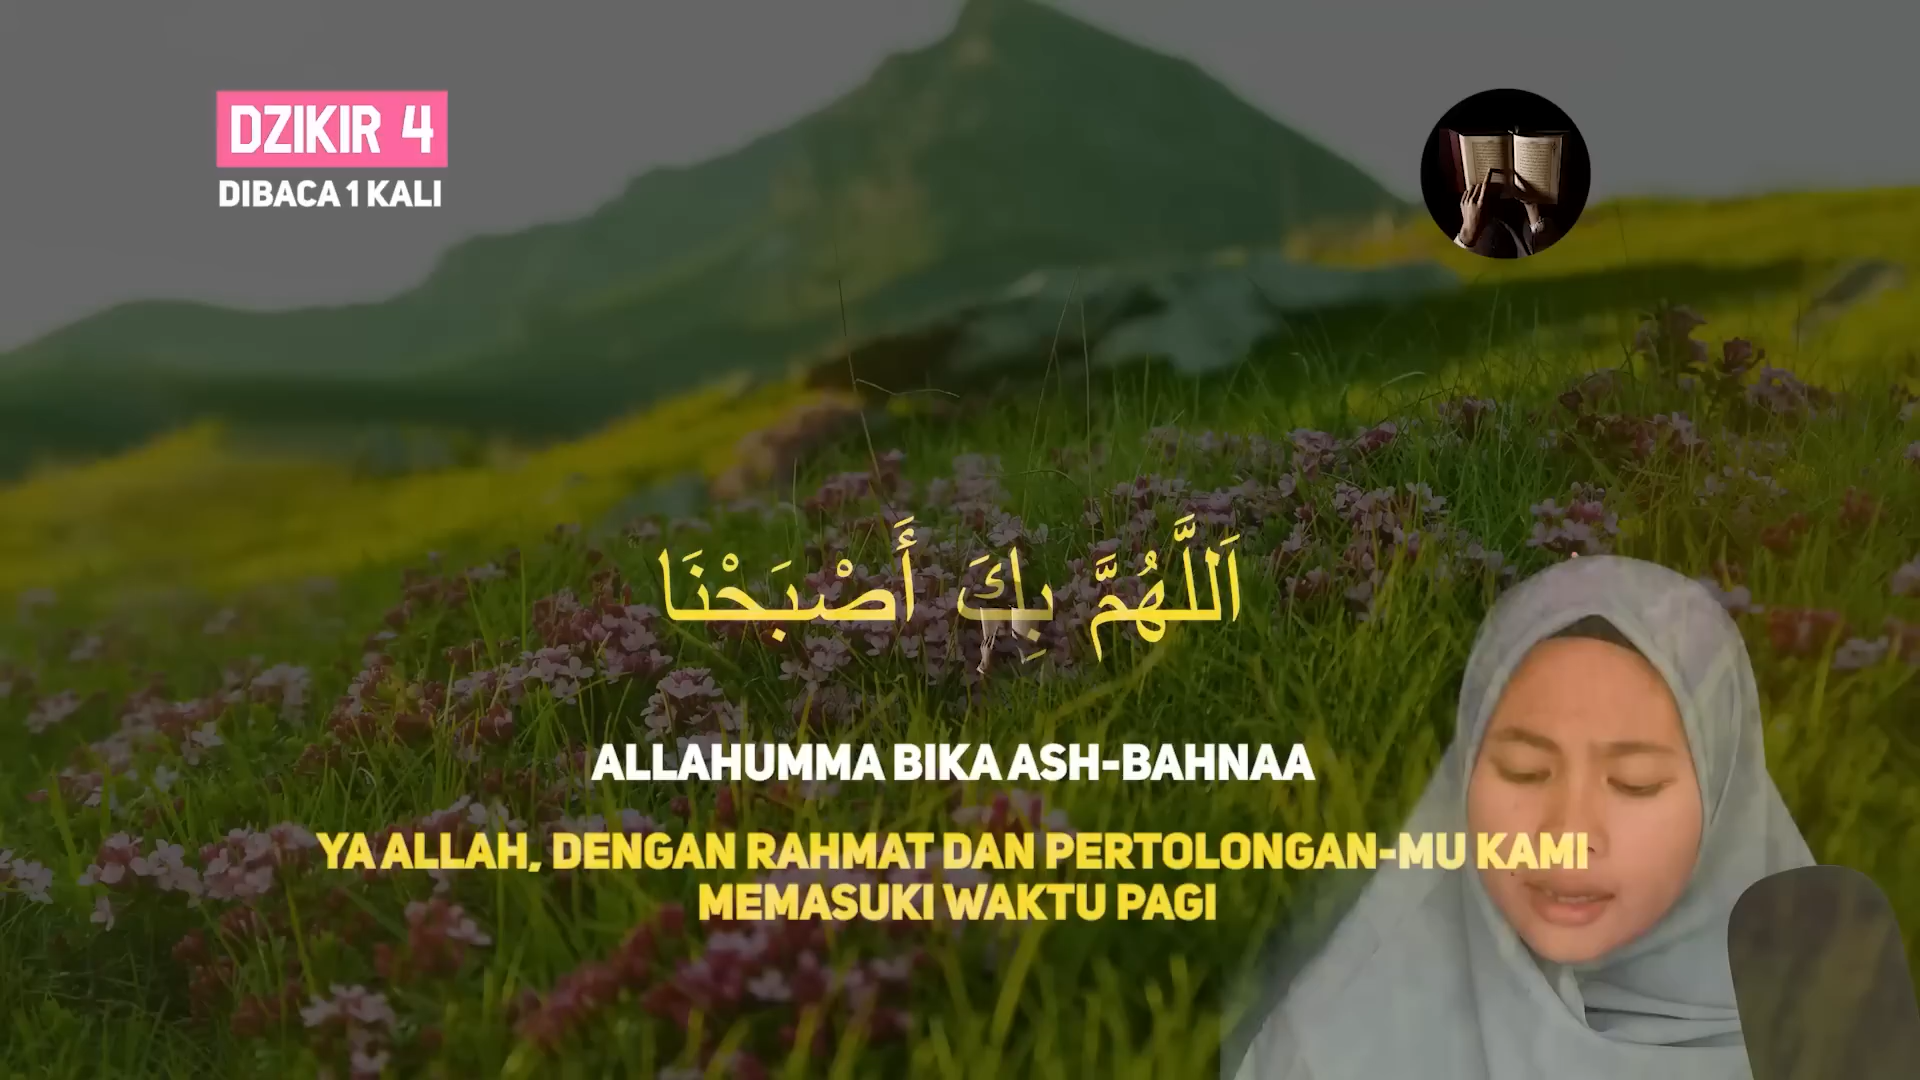 DZIKIR 4
DIBACA 1 KALI
اَللَّهُمَّ بِكَ أَصْبَحْنَا
ALLAHUMMA BIKA ASH-BAHNAA
YA ALLAH, DENGAN RAHMAT DAN PERTOLONGAN-MU KAMI
MEMASUKI WAKTU PAGI